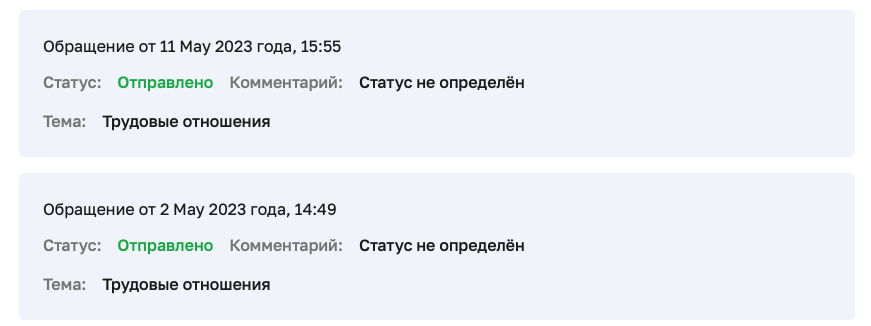 Обращение от 11 May 2023 года, 15:55
Статус: Отправлено Комментарий: Статус не определён
Тема: Трудовые отношения
Обращение от 2 May 2023 года, 14:49
Статус: Отправлено Комментарий: Статус не определён
Тема: Трудовые отношения